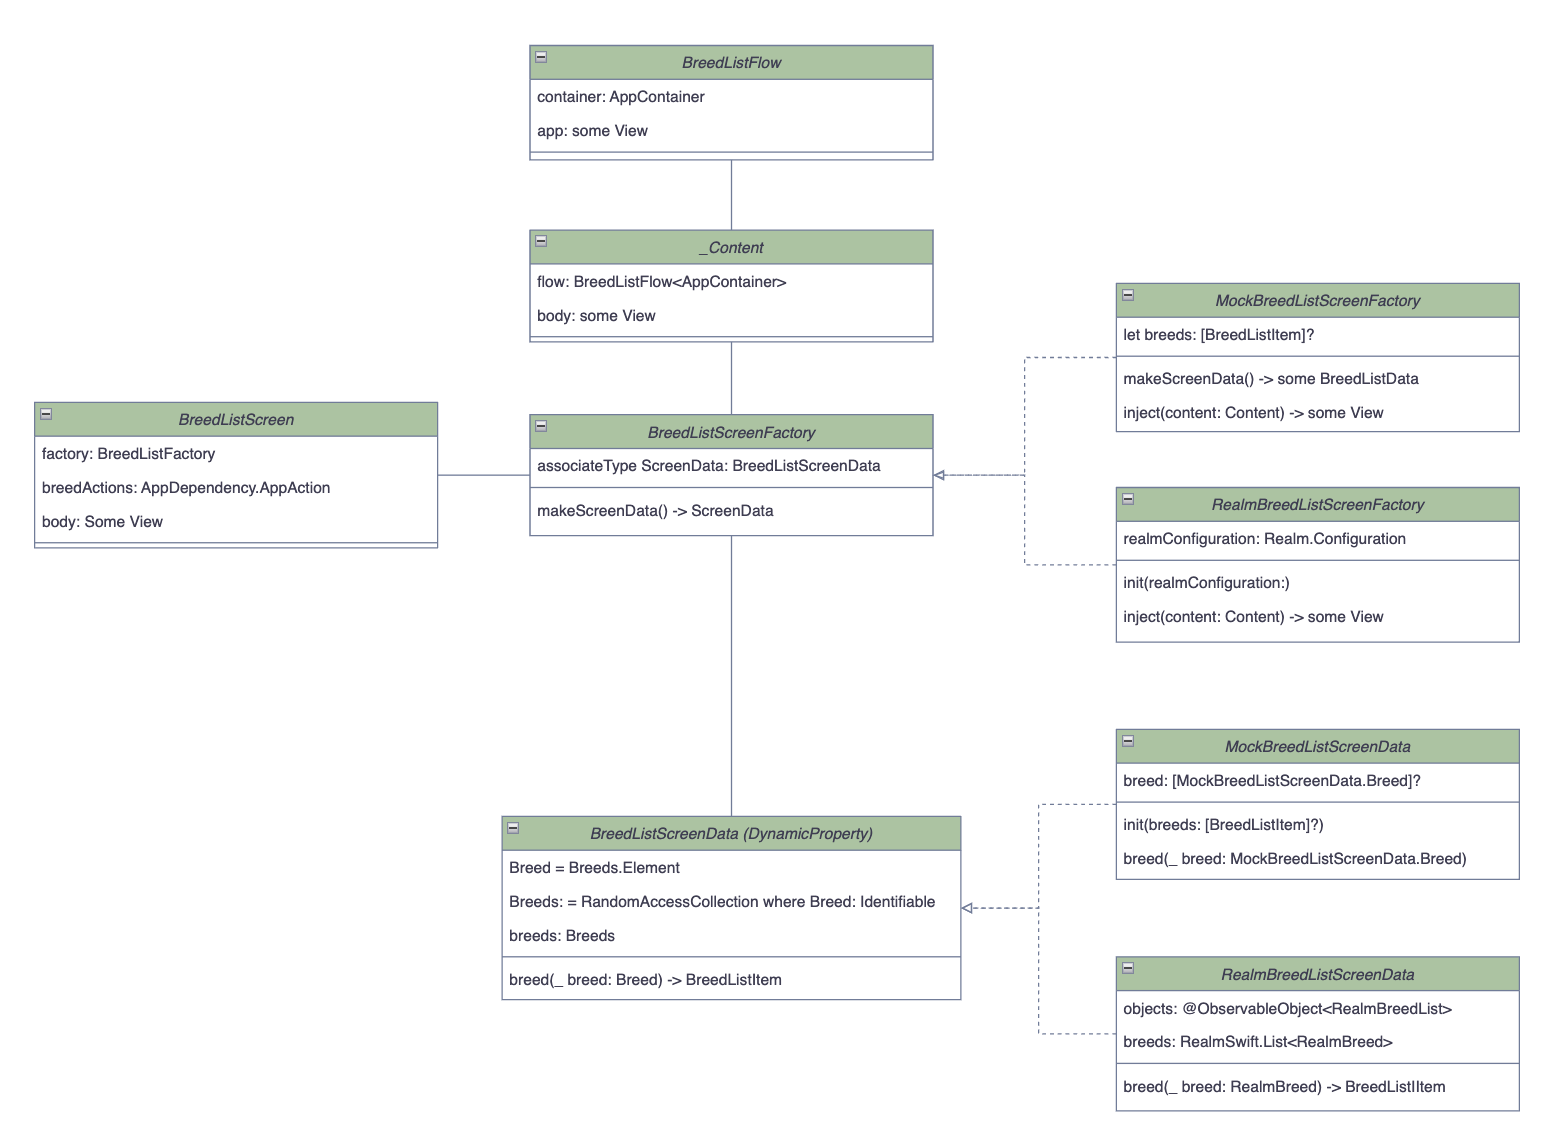 BreedListFlow
container: AppContainer
app: some View
_Content
flow: BreedListFlow<AppContainer>
body: some View
MockBreedListScreenFactory
let breeds: [BreedListItem]?
makeScreenData() -> some BreedListData
inject(content: Content) -> some View
BreedListScreen
factory: BreedListFactory
breedActions: AppDependency.AppAction
body: Some View
BreedListScreenFactory
associateType ScreenData: BreedListScreenData
makeScreenData() -> ScreenData
RealmBreedListScreenFactory
realmConfiguration: Realm.Configuration
init(realmConfiguration:)
inject(content: Content) -> some View
MockBreedListScreenData
breed: [MockBreedListScreenData.Breed]?
init(breeds: [BreedListItem]?)
breed(_ breed: MockBreedListScreenData.Breed)
BreedListScreenData (DynamicProperty)
Breed = Breeds.Element
Breeds: = RandomAccessCollection where Breed: Identifiable
breeds: Breeds
breed(_ breed: Breed) -> BreedListItem
RealmBreedListScreenData
objects: @ObservableObject<RealmBreedList>
breeds: RealmSwift.List<RealmBreed>
breed(_ breed: RealmBreed) -> BreedListIItem